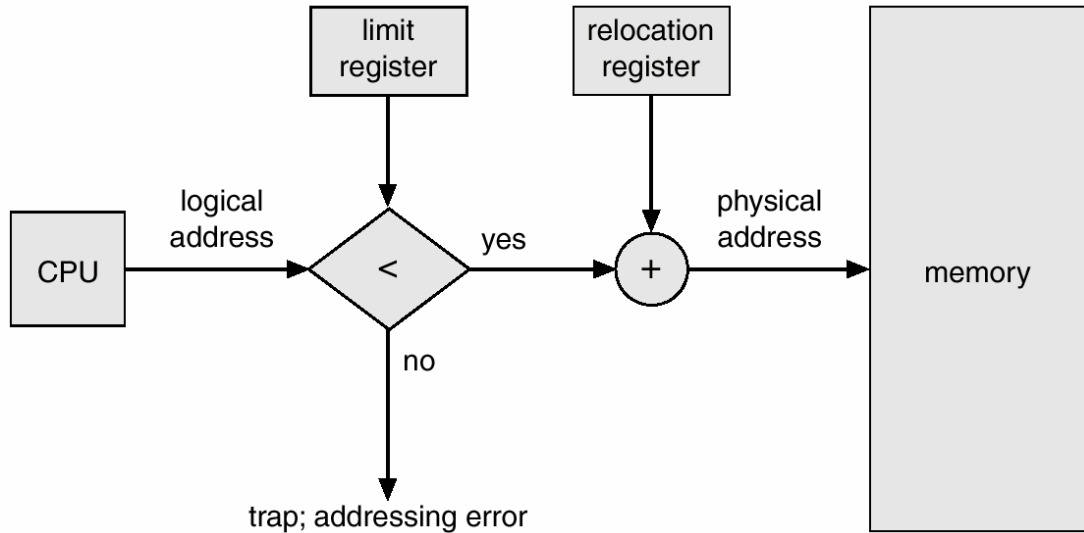 limit
register
relocation
register
logical
address
physical
address
CPU
<
yes
+
memory
no
trap; addressing error